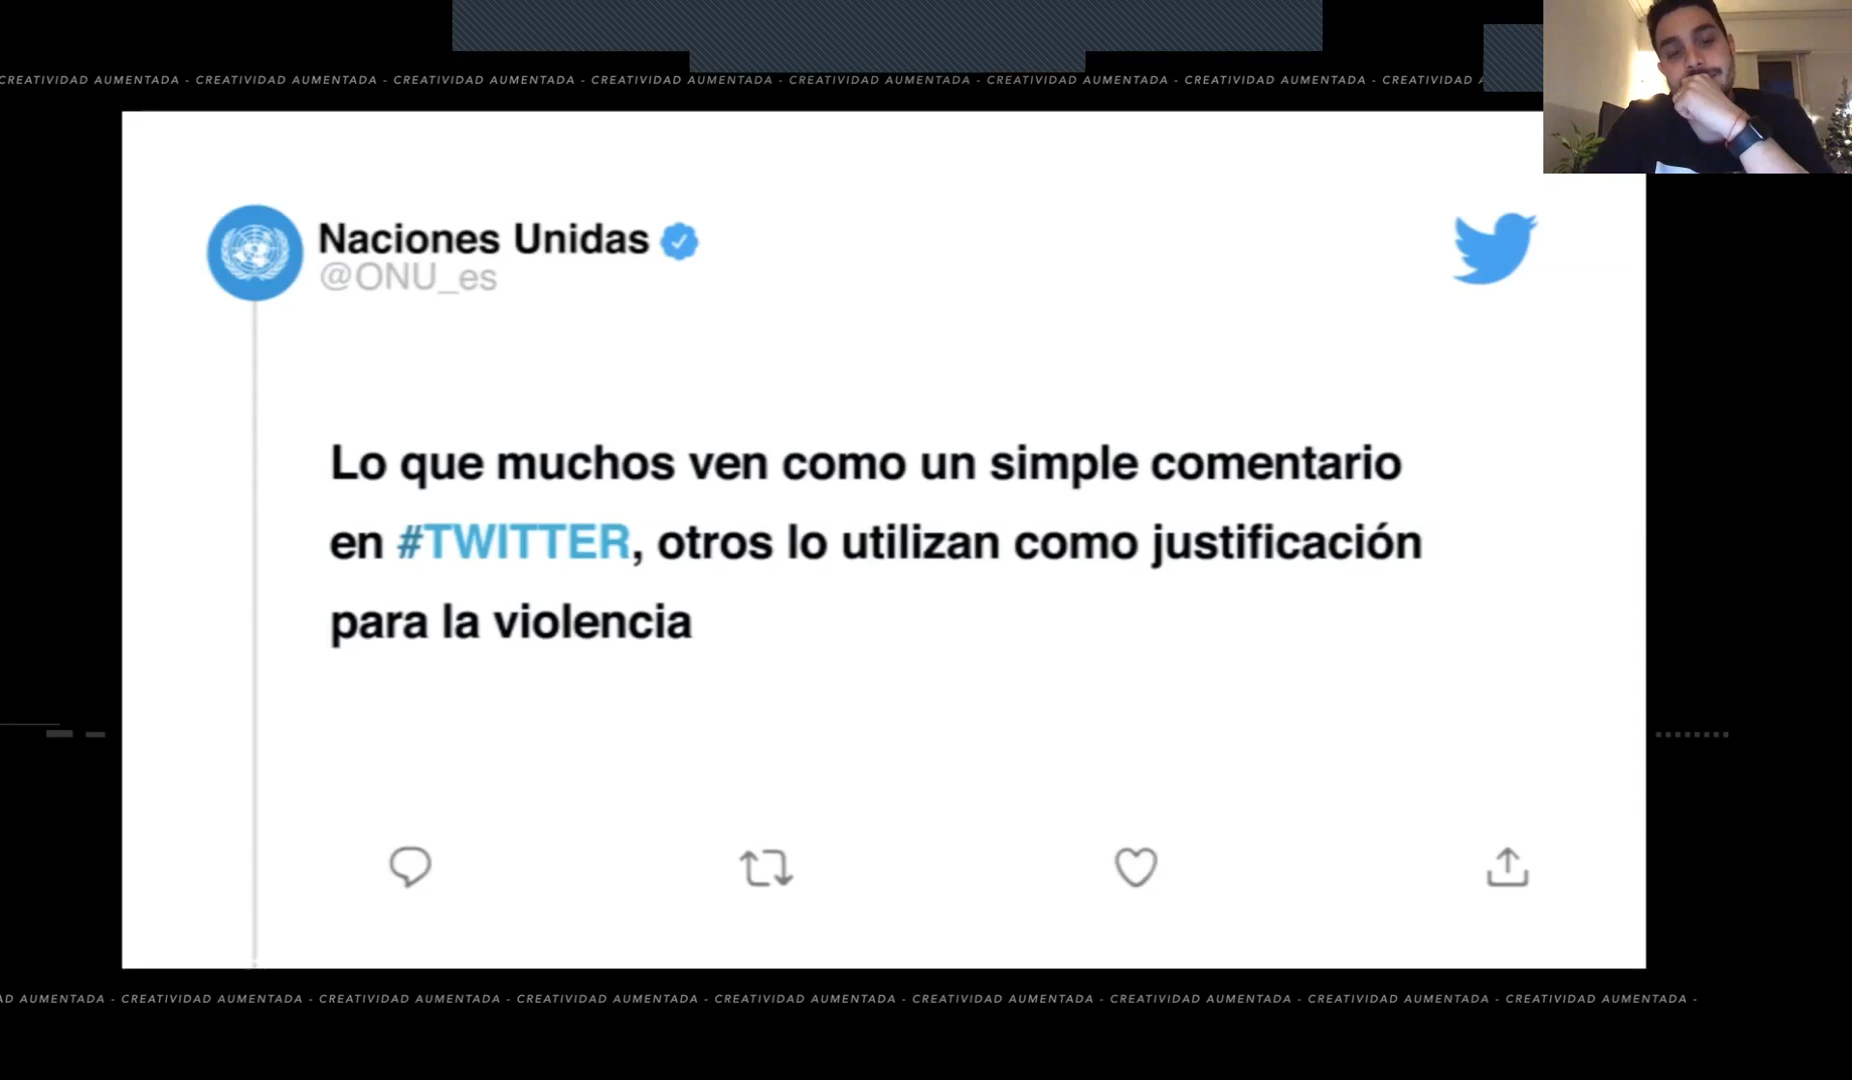 CREATIVIDAD AUMENTADA - CREATIVIDAD AUMENTADA - CREATIVIDAD AUMENTADA - CREATIVIDAD AUMENTADA - CREATIVIDAD AUMENTADA - CREATIVIDAD AUMENTADA - CREATIVIDAD AUMENTADA - CREATIVIDAD A
Naciones Unidas
@ONU_es
Lo que muchos ven como un simple comentario
en #TWITTER, otros lo utilizan como justificación
para la violencia
AD AUMENTADA - CREATIVIDAD AUMENTADA - CREATIVIDAD AUMENTADA - CREATIVIDAD AUMENTADA - CREATIVIDAD AUMENTADA - CREATIVIDAD AUMENTADA - CREATIVIDAD AUMENTADA - CREATIVIDAD AUMENTADA - CREATIVIDAD AUMENTADA -